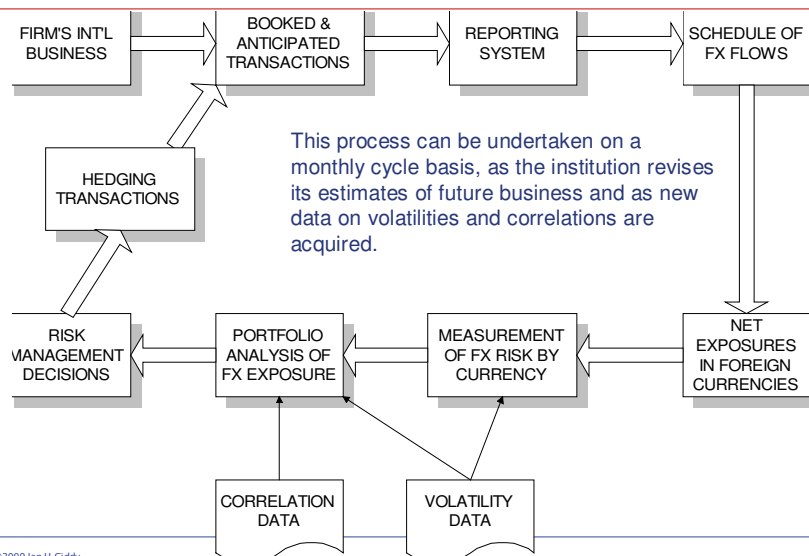 FIRM'S INT'L
BUSINESS
BOOKED &
ANTICIPATED
TRANSACTIONS
REPORTING
SYSTEM
SCHEDULE OF
FX FLOWS
This process can be undertaken on a
monthly cycle basis, as the institution revises
its estimates of future business and as new
data on volatilities and correlations are
acquired.
HEDGING
TRANSACTIONS
RISK
MANAGEMENT
DECISIONS
PORTFOLIO
ANALYSIS OF
FX EXPOSURE
MEASUREMENT
OF FX RISK BY
CURRENCY
NET
EXPOSURES
IN FOREIGN
CURRENCIES
CORRELATION
DATA
VOLATILITY
DATA